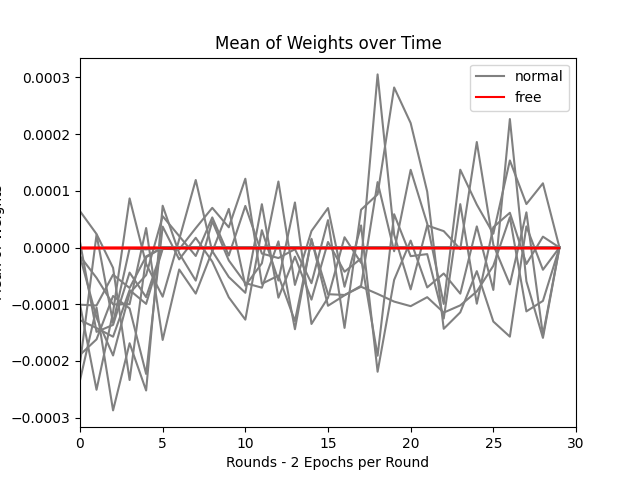 Mean of Weights over Time
normal
free
0.0003
0.0002
0.0001
0.0000
−0.0001
−0.0002
−0.0003
0 5 10 15 20 25 30
Rounds - 2 Epochs per Round